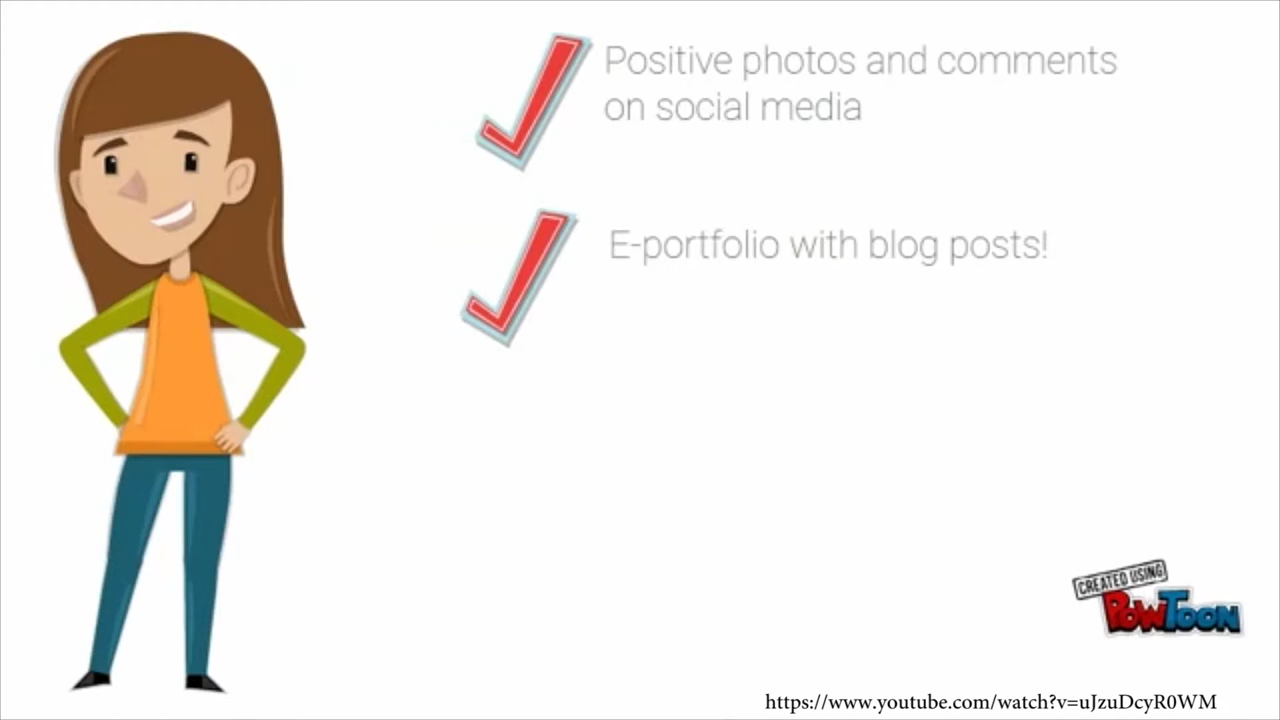 Positive photos and comments
on social media
E-portfolio with blog posts!
CREATED USING
POWTOON
https://www.youtube.com/watch?v=uJzuDcyR0WM